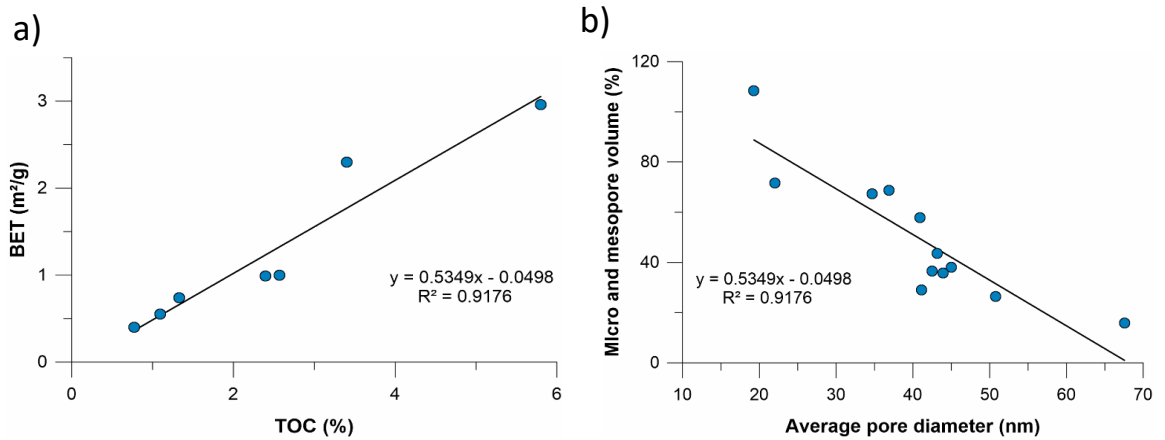 a)
BET (m²/g)
3
2
1
0
y = 0.5349x - 0.0498
R² = 0.9176
0
2
4
6
TOC (%)
b)
MIcro and mesopore volume (%)
120
80
40
0
y = 0.5349x - 0.0498
R² = 0.9176
10
20
30
40
50
60
70
Average pore diameter (nm)